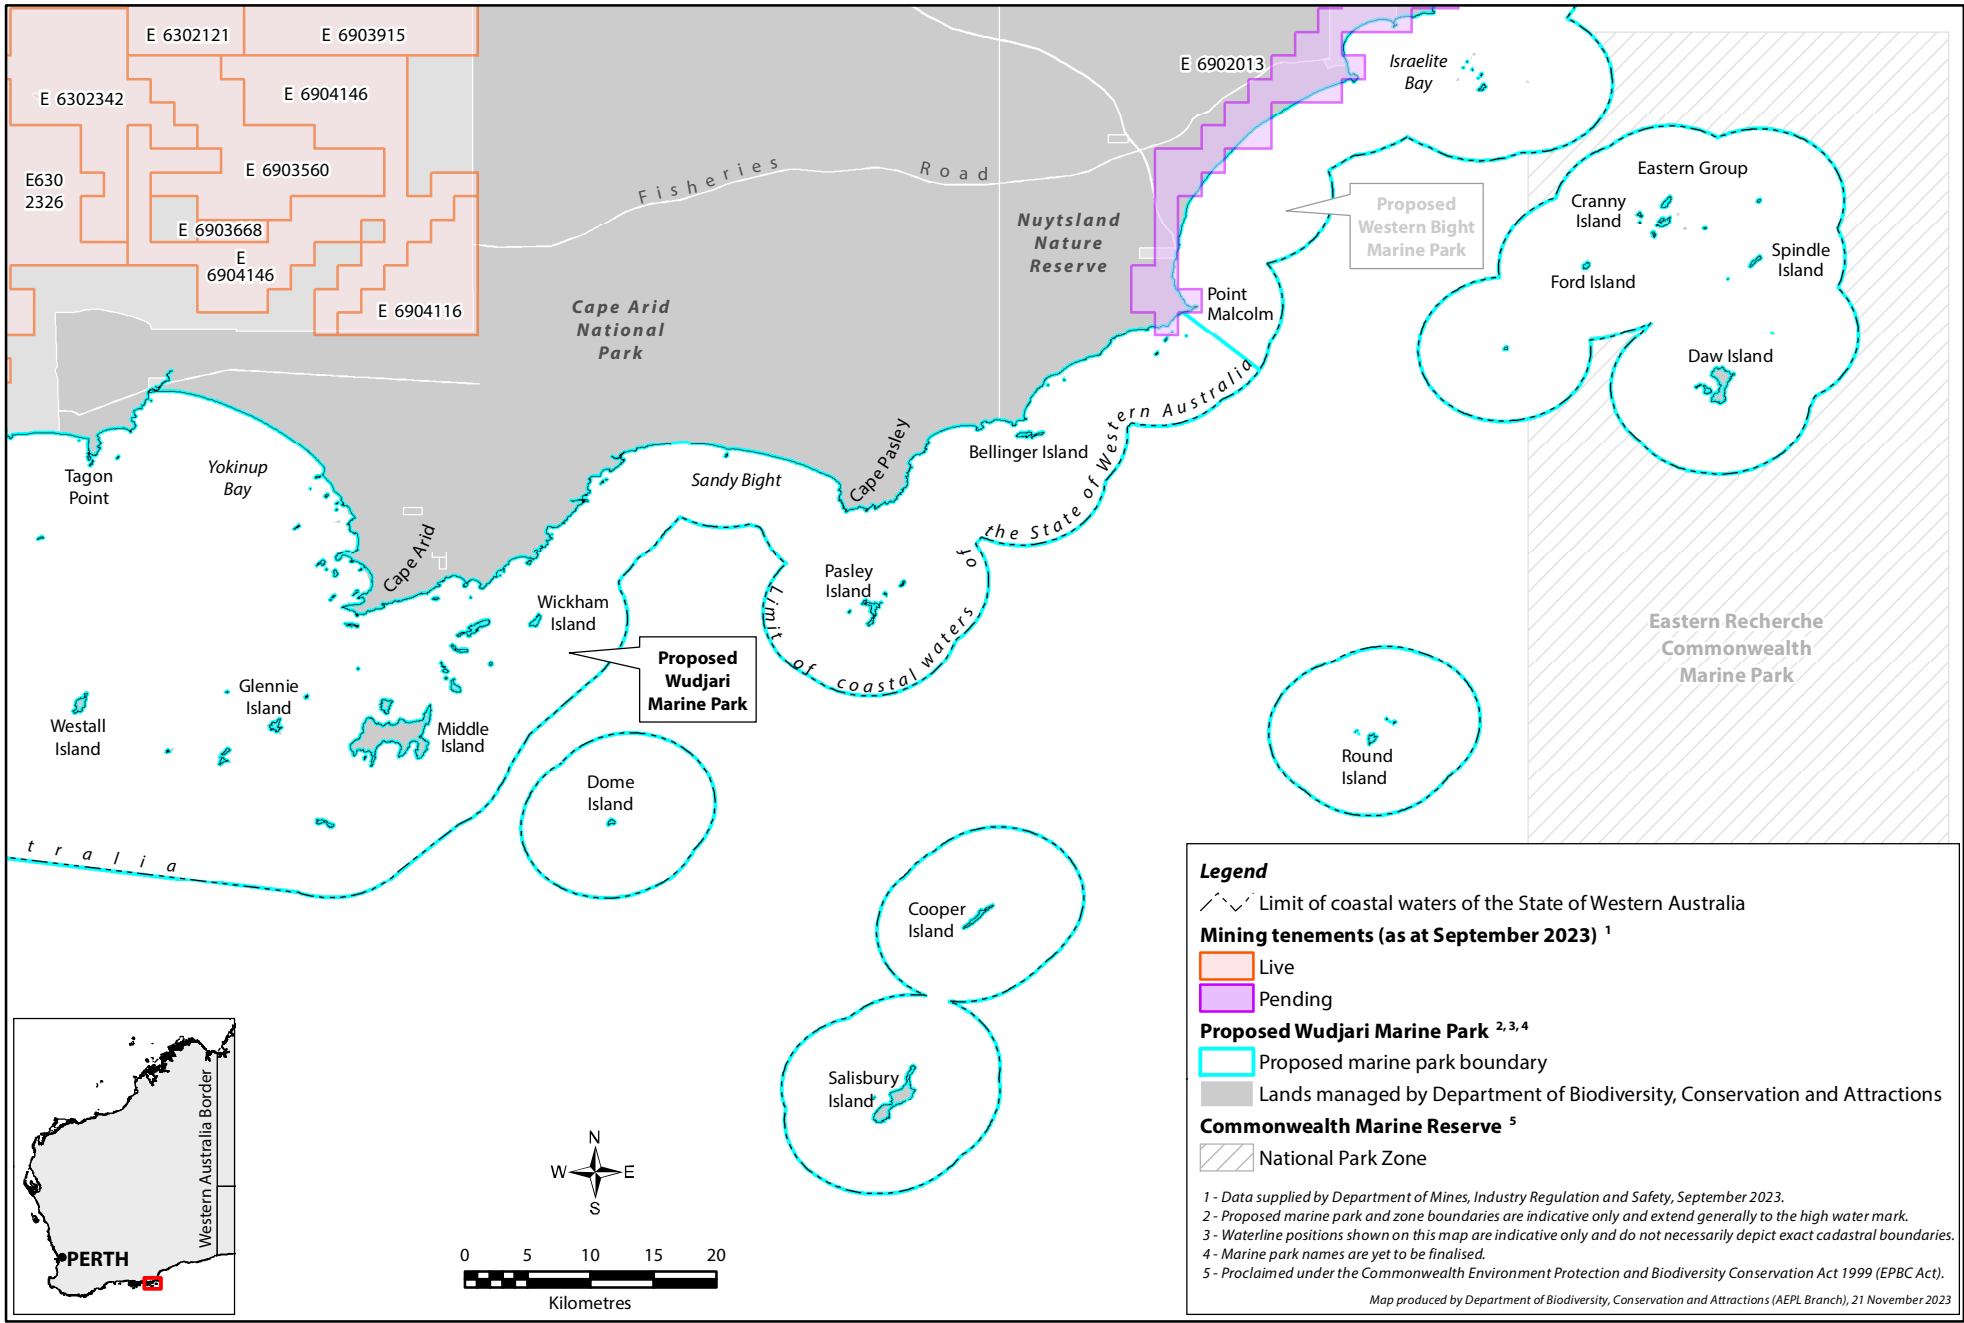 E 6302121
E 6903915
E 6302342
E 6904146
E 6903560
E630
2326
E 6903668
E
6904146
E 6904116
E 6902013
Israelite
Bay
Fisheries Road
Nuytsland
Nature
Reserve
Cape Arid
National
Park
Point
Malcolm
Proposed
Western Bight
Marine Park
Eastern Group
Cranny
Island
Spindle
Island
Ford Island
Daw Island
Tagon
Point
Yokinup
Bay
Cape Arid
Sandy Bight
Cape Pasley
Bellinger Island
Pasley
Island
Limit of coastal waters of the State of Western Australia
Wickham
Island
Proposed
Wudjari
Marine Park
Eastern Recherche
Commonwealth
Marine Park
Westall
Island
Glennie
Island
Middle
Island
Dome
Island
Round
Island
tralia
Cooper
Island
Salisbury
Island
Western Australia Border
PERTH
N
W E
S
0 5 10 15 20
Kilometres
Legend
Limit of coastal waters of the State of Western Australia
Mining tenements (as at September 2023) 1
Live
Pending
Proposed Wudjari Marine Park 2, 3, 4
Proposed marine park boundary
Lands managed by Department of Biodiversity, Conservation and Attractions
Commonwealth Marine Reserve 5
National Park Zone
1 - Data supplied by Department of Mines, Industry Regulation and Safety, September 2023.
2 - Proposed marine park and zone boundaries are indicative only and extend generally to the high water mark.
3 - Waterline positions shown on this map are indicative only and do not necessarily depict exact cadastral boundaries.
4 - Marine park names are yet to be finalised.
5 - Proclaimed under the Commonwealth Environment Protection and Biodiversity Conservation Act 1999 (EPBC Act).
Map produced by Department of Biodiversity, Conservation and Attractions (AEPL Branch), 21 November 2023